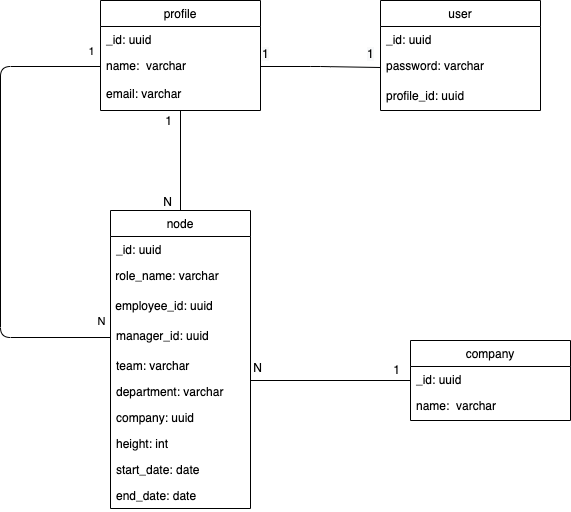 profile
_id: uuid
name:  varchar
email: varchar
user
_id: uuid
password: varchar
profile_id: uuid
1
1
1
1
N
N
node
_id: uuid
role_name: varchar
employee_id: uuid
manager_id: uuid
team: varchar
department: varchar
company: uuid
height: int
start_date: date
end_date: date
N
1
company
_id: uuid
name:  varchar